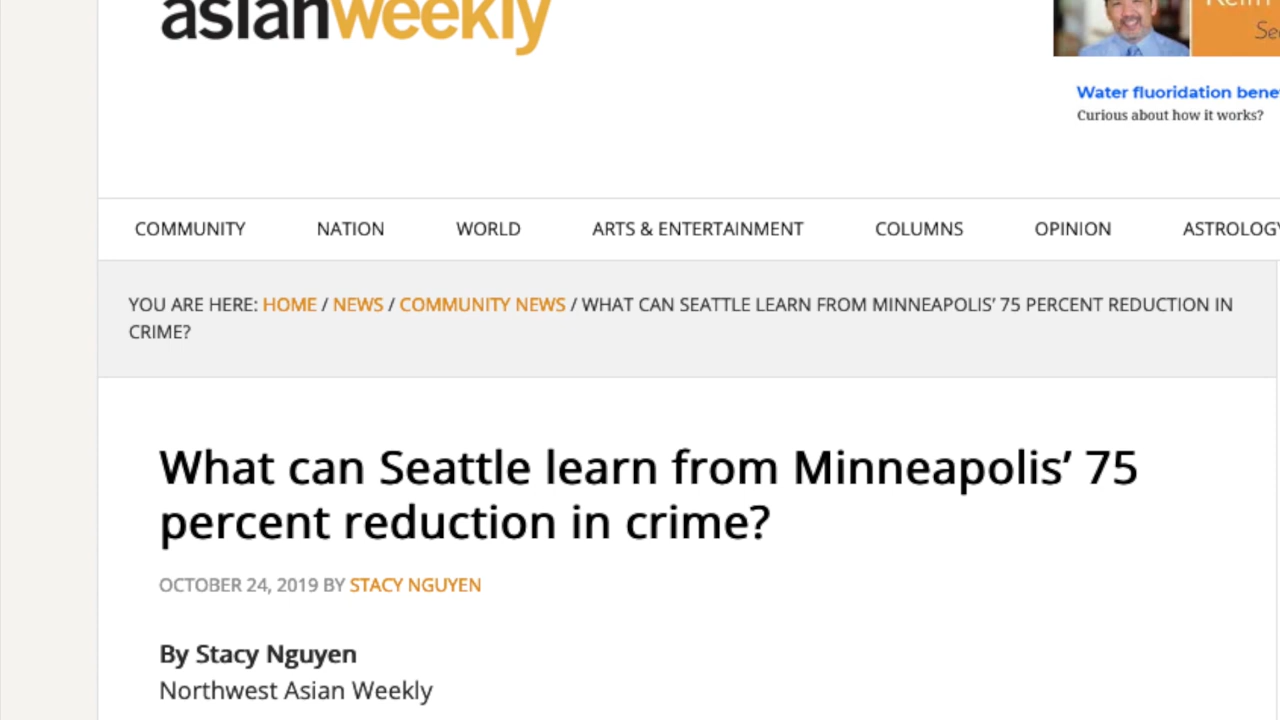 asianweekly
Water fluoridation
Curious about how it works?
COMMUNITY NATION WORLD ARTS & ENTERTAINMENT COLUMNS OPINION ASTROLOGY
YOU ARE HERE: HOME / NEWS / COMMUNITY NEWS / WHAT CAN SEATTLE LEARN FROM MINNEAPOLIS’ 75 PERCENT REDUCTION IN
CRIME?
What can Seattle learn from Minneapolis’ 75
percent reduction in crime?
OCTOBER 24, 2019 BY STACY NGUYEN
By Stacy Nguyen
Northwest Asian Weekly